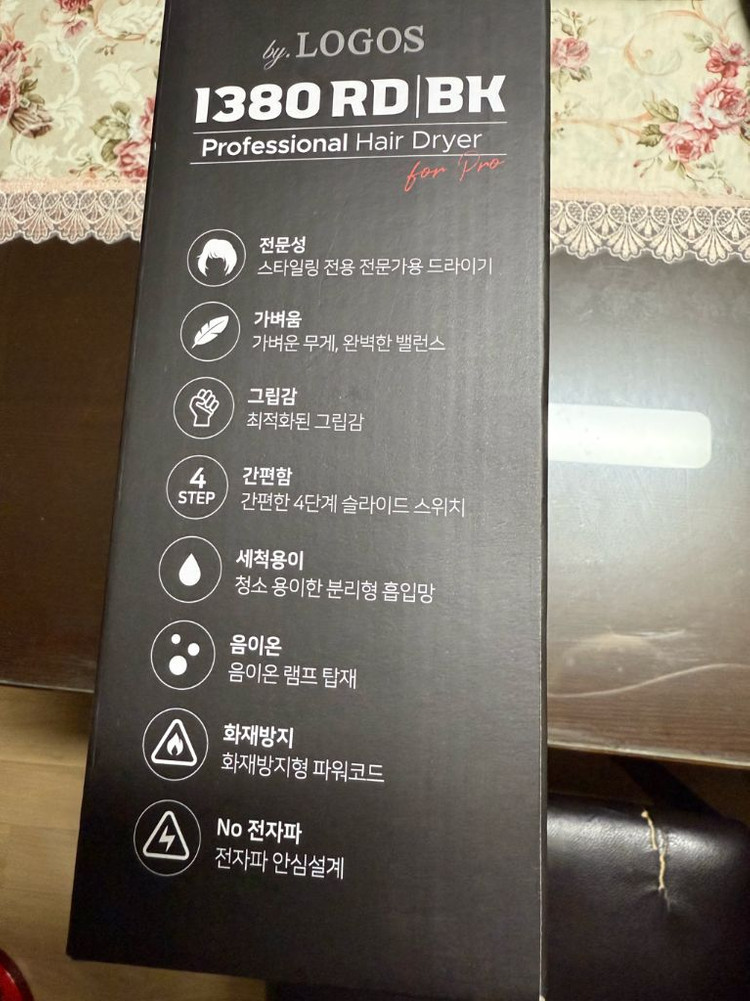 by. LOGOS
1380 RD|BK
Professional Hair Dryer
for Pro
전문성
스타일링 전용 전문가용 드라이기
가벼움
가벼운 무게, 완벽한 밸런스
그립감
최적화된 그립감
4
STEP
간편함
간편한 4단계 슬라이드 스위치
세척용이
청소 용이한 분리형 흡입망
음이온
음이온 램프 탑재
화재방지
화재방지형 파워코드
No 전자파
전자파 안심설계